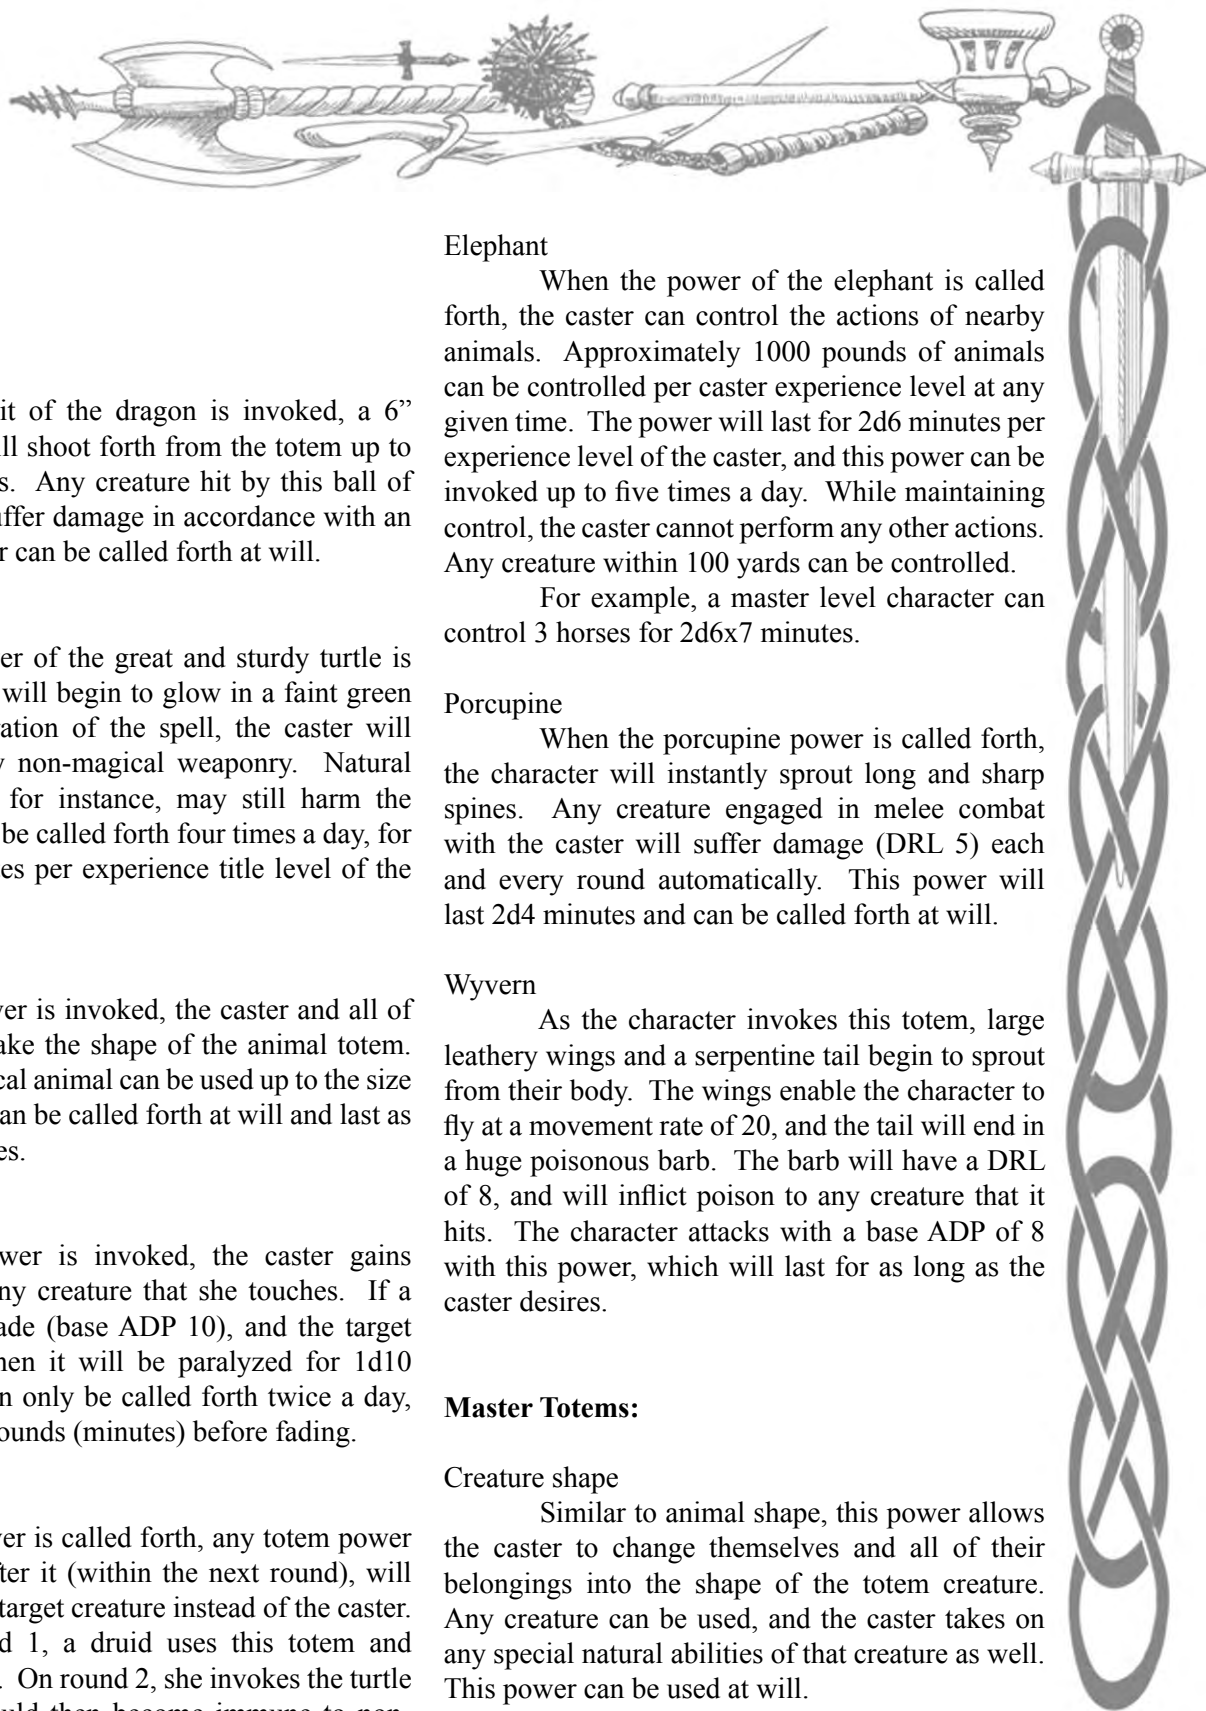 it of the dragon is invoked, a 6”
ll shoot forth from the totem up to
s. Any creature hit by this ball of
uffer damage in accordance with an
r can be called forth at will.
er of the great and sturdy turtle is
will begin to glow in a faint green
ration of the spell, the caster will
y non-magical weaponry. Natural
for instance, may still harm the
be called forth four times a day, for
es per experience title level of the
ver is invoked, the caster and all of
ake the shape of the animal totem.
cal animal can be used up to the size
an be called forth at will and last as
es.
wer is invoked, the caster gains
ny creature that she touches. If a
ade (base ADP 10), and the target
hen it will be paralyzed for 1d10
n only be called forth twice a day,
ounds (minutes) before fading.
ver is called forth, any totem power
ter it (within the next round), will
target creature instead of the caster.
d 1, a druid uses this totem and
. On round 2, she invokes the turtle
uld then become immune to non-
Elephant
When the power of the elephant is called
forth, the caster can control the actions of nearby
animals. Approximately 1000 pounds of animals
can be controlled per caster experience level at any
given time. The power will last for 2d6 minutes per
experience level of the caster, and this power can be
invoked up to five times a day. While maintaining
control, the caster cannot perform any other actions.
Any creature within 100 yards can be controlled.
For example, a master level character can
control 3 horses for 2d6x7 minutes.
Porcupine
When the porcupine power is called forth,
the character will instantly sprout long and sharp
spines. Any creature engaged in melee combat
with the caster will suffer damage (DRL 5) each
and every round automatically. This power will
last 2d4 minutes and can be called forth at will.
Wyvern
As the character invokes this totem, large
leathery wings and a serpentine tail begin to sprout
from their body. The wings enable the character to
fly at a movement rate of 20, and the tail will end in
a huge poisonous barb. The barb will have a DRL
of 8, and will inflict poison to any creature that it
hits. The character attacks with a base ADP of 8
with this power, which will last for as long as the
caster desires.
Master Totems:
Creature shape
Similar to animal shape, this power allows
the caster to change themselves and all of their
belongings into the shape of the totem creature.
Any creature can be used, and the caster takes on
any special natural abilities of that creature as well.
This power can be used at will.